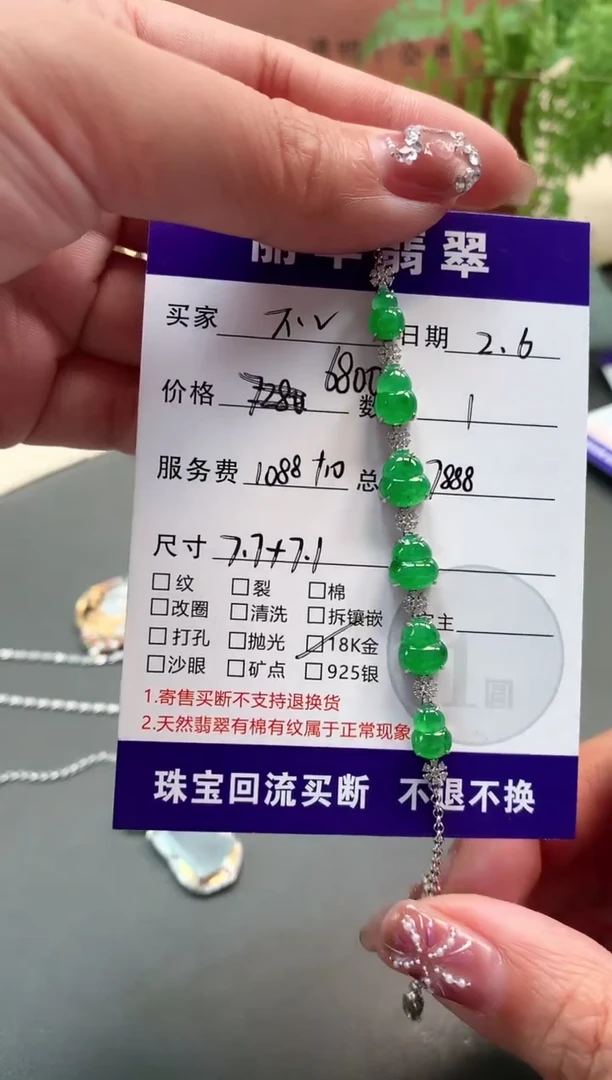 翡翠
买家 日期 2.6
6800
价格 7280 数 1
服务费 1088 +10 总 7888
尺寸 7.7+7.1
□纹 □裂 □棉
□改圈 □清洗 □拆镶嵌
□打孔 □抛光 □18K金 主
□沙眼 □矿点 □925银
1.寄售买断不支持退换货
2.天然翡翠有棉有纹属于正常现象
珠宝回流买断 不退不换